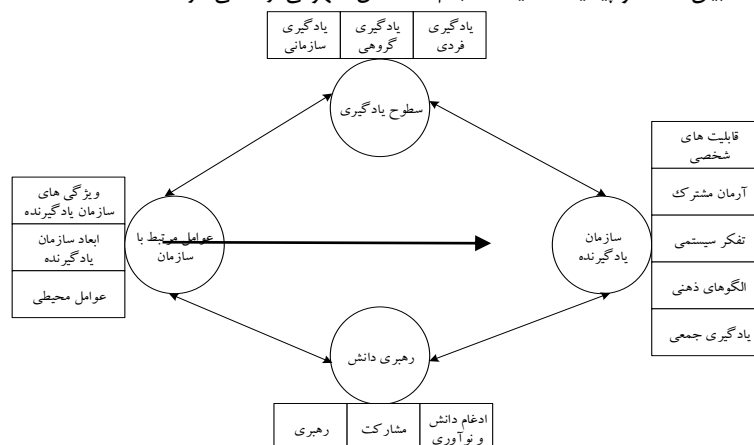 یادگیری
فردی
یادگیری
گروهی
یادگیری
سازمانی
سطوح یادگیری
قابلیت های
شخصی
آرمان مشترک
تفکر سیستمی
الگوهای ذهنی
یادگیری جمعی
سازمان
یادگیرنده
عوامل مرتبط با
سازمان
ویژگی های
سازمان یادگیرنده
ابعاد سازمان
یادگیرنده
عوامل محیطی
رهبری دانش
ادغام دانش
و نوآوری
مشارکت
رهبری